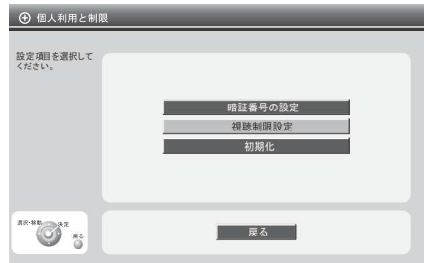 個人利用と制限
設定項目を選択して
ください。
暗証番号の設定
視聴制限設定
初期化
選択・移動
決定
戻る
戻る